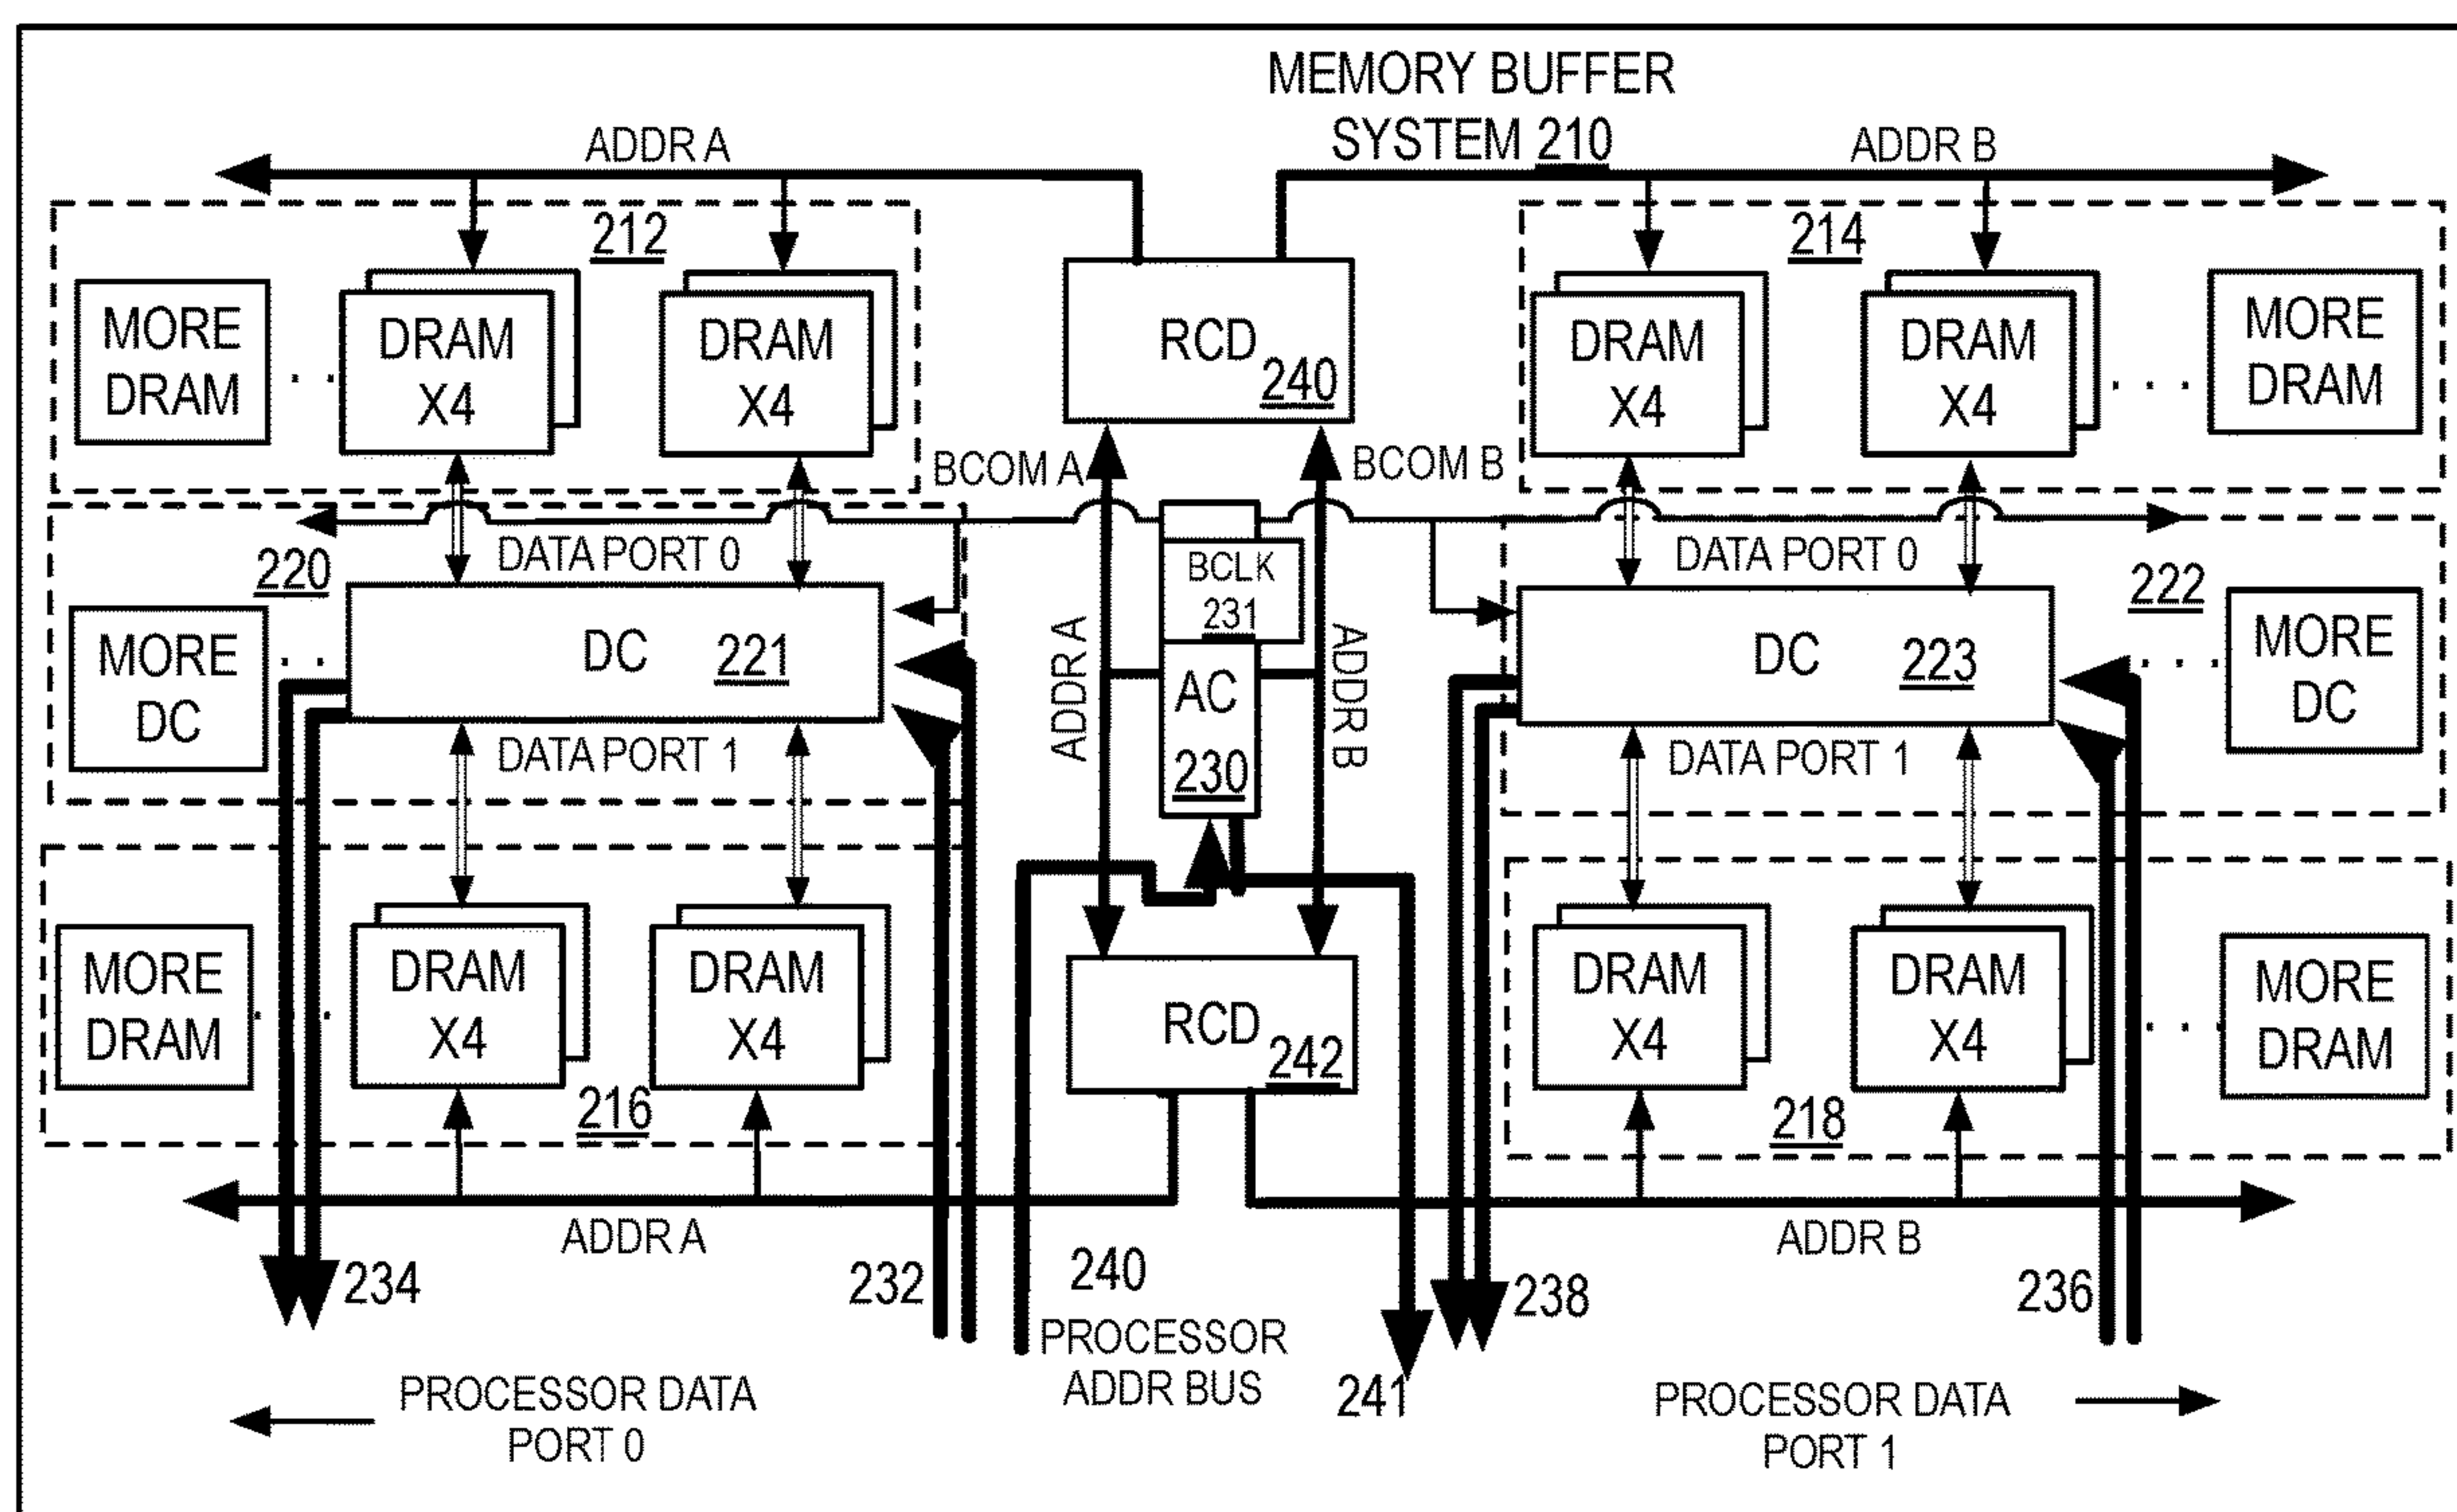 MEMORY BUFFER
SYSTEM 210
ADDR A
ADDR B
212
214
MORE
DRAM
. .
DRAM
X4
DRAM
X4
RCD
240
DRAM
X4
DRAM
X4
. . .
MORE
DRAM
BCOM A
BCOM B
220
DATA PORT 0
BCLK
231
DATA PORT 0
222
MORE
DC
. .
DC 221
ADDR A
AC
230
ADDR B
DC 223
. . .
MORE
DC
DATA PORT 1
DATA PORT 1
MORE
DRAM
. . .
DRAM
X4
DRAM
X4
216
RCD
242
DRAM
X4
DRAM
X4
218
. . .
MORE
DRAM
ADDR A
ADDR B
234
232
240
PROCESSOR
ADDR BUS
241
238
236
PROCESSOR DATA
PORT 0
PROCESSOR DATA
PORT 1